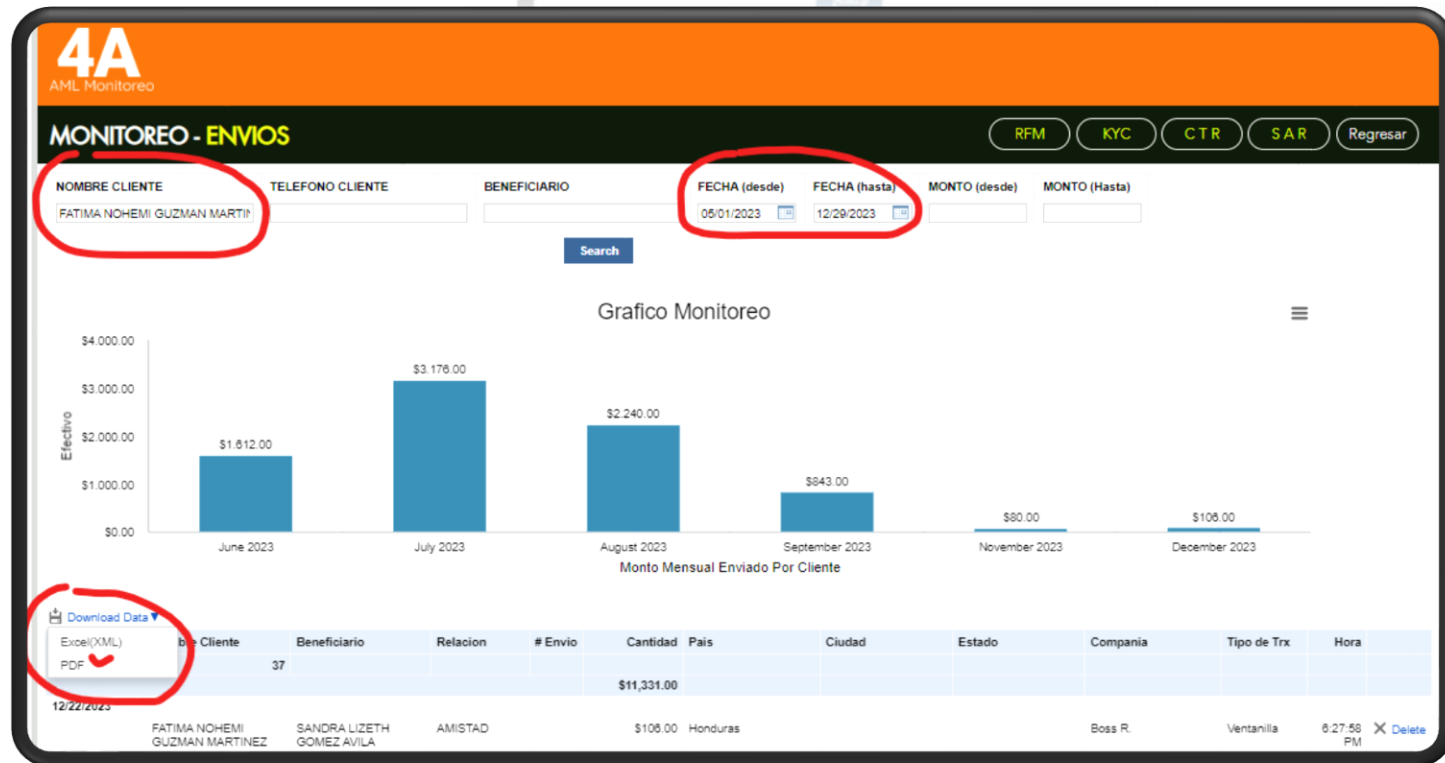 4A
AML Monitoreo
MONITOREO - ENVIOS
RFM KYC CTR SAR Regresar
NOMBRE CLIENTE TELEFONO CLIENTE BENEFICIARIO FECHA (desde) FECHA (hasta) MONTO (desde) MONTO (Hasta)
FATIMA NOHEMI GUZMAN MARTIN 05/01/2023 12/29/2023
Search
Grafico Monitoreo
$4.000.00
$3.176.00
$3.000.00
$2.240.00
Efectivo
$2.000.00
$1.612.00
$1.000.00
$843.00
$80.00
$106.00
$0.00
June 2023 July 2023 August 2023 September 2023 November 2023 December 2023
Monto Mensual Enviado Por Cliente
Download Data
Excel(XML) Cliente Beneficiario Relacion # Envio Cantidad Pais Ciudad Estado Compania Tipo de Trx Hora
PDF 37
$11,331.00
12/22/2023
FATIMA NOHEMI SANDRA LIZETH AMISTAD $106.00 Honduras Boss R. Ventanilla 6:27:58 Delete
GUZMAN MARTINEZ GOMEZ AVILA PM